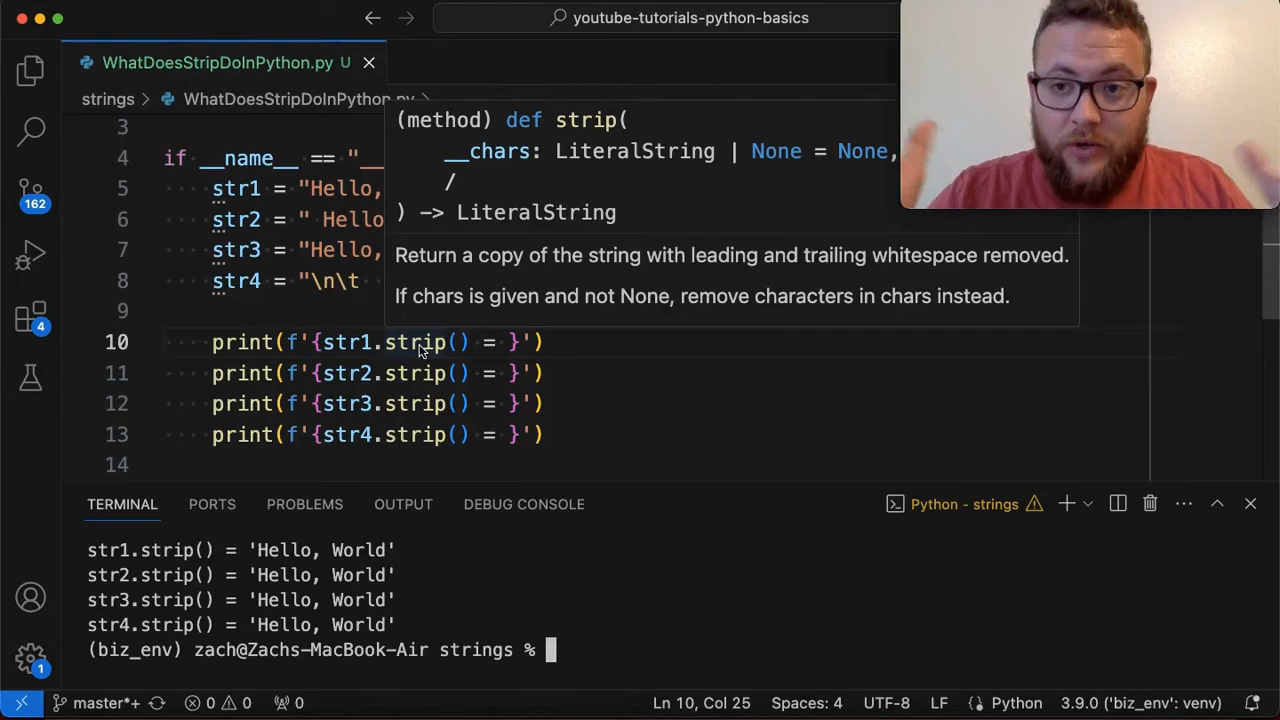 youtube-tutorials-python-basics
WhatDoesStripDoInPython.py U
strings > WhatDoesStripDoInPython.py
(method) def strip(
__chars: LiteralString | None = None,
/
) -> LiteralString
Return a copy of the string with leading and trailing whitespace removed.
If chars is given and not None, remove characters in chars instead.
3
4 if __name__ == "__
5 str1 = "Hello,
6 str2 = " Hello
7 str3 = "Hello,
8 str4 = "\n\t
9
10 print(f'{str1.strip() = }')
11 print(f'{str2.strip() = }')
12 print(f'{str3.strip() = }')
13 print(f'{str4.strip() = }')
14
162
4
1
TERMINAL PORTS PROBLEMS OUTPUT DEBUG CONSOLE Python - strings
str1.strip() = 'Hello, World'
str2.strip() = 'Hello, World'
str3.strip() = 'Hello, World'
str4.strip() = 'Hello, World'
(biz_env) zach@Zachs-MacBook-Air strings %
master*+ 0 0 0 Ln 10, Col 25 Spaces: 4 UTF-8 LF Python 3.9.0 ('biz_env': venv)